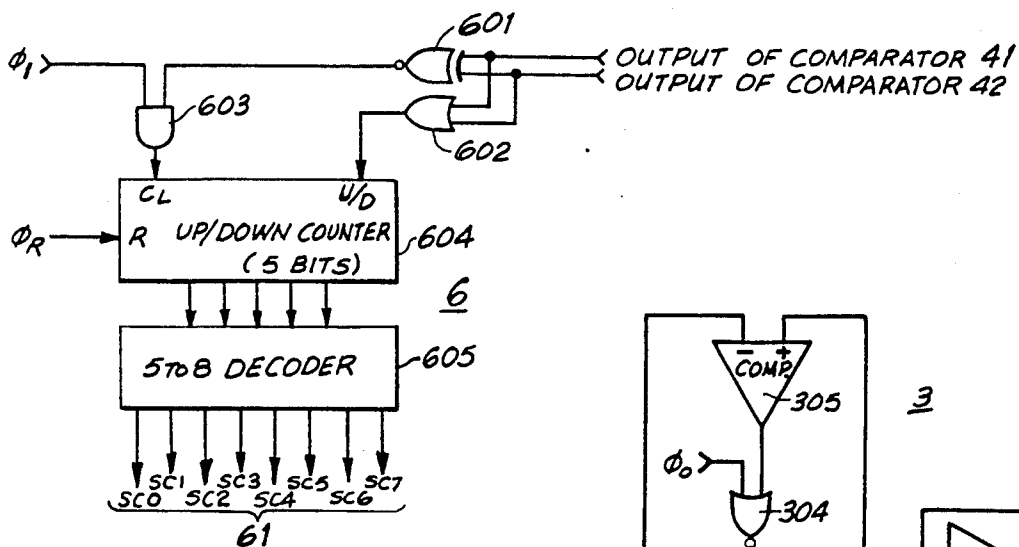 601
ϕ1
OUTPUT OF COMPARATOR 41
OUTPUT OF COMPARATOR 42
603
602
CL
U/D
ϕR
R
UP/DOWN COUNTER
(5 BITS)
604
6
5 TO 8 DECODER
605
- +
COMP.
305
3
ϕ0
304
SC0 SC1 SC2 SC3 SC4 SC5 SC6 SC7
61